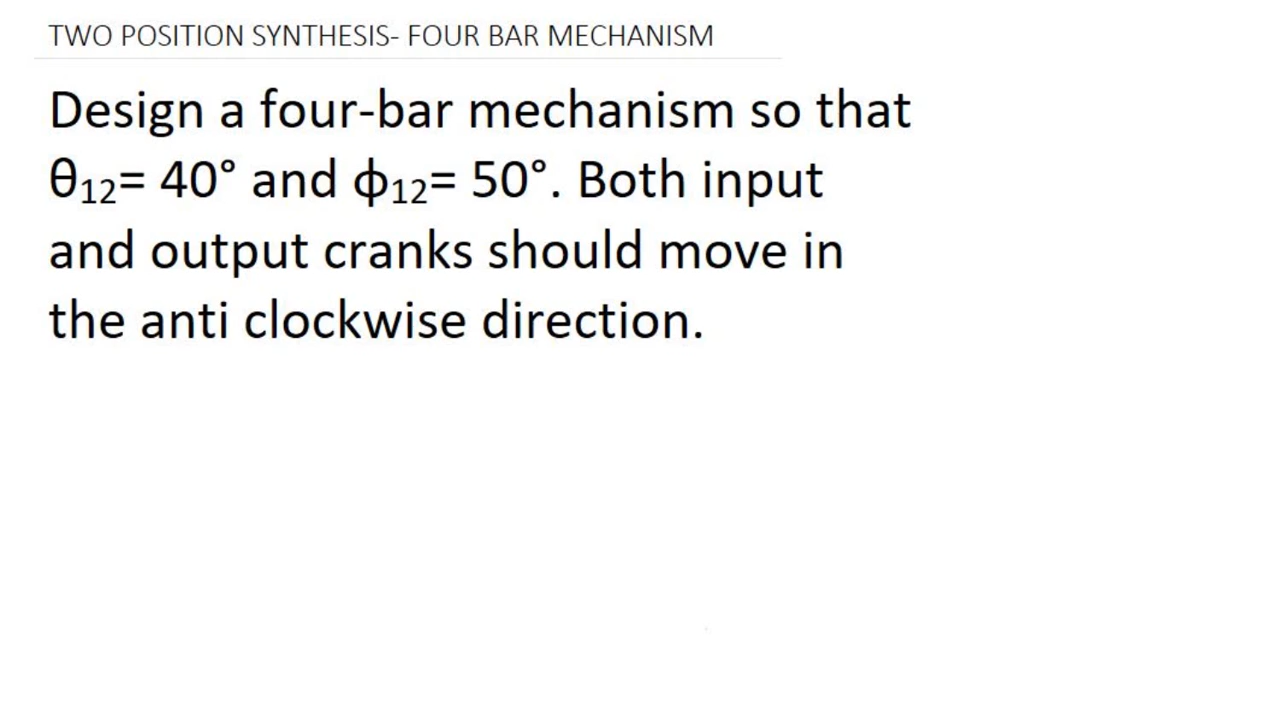 TWO POSITION SYNTHESIS- FOUR BAR MECHANISM
Design a four-bar mechanism so that
θ₁₂= 40° and ϕ₁₂= 50°. Both input
and output cranks should move in
the anti clockwise direction.